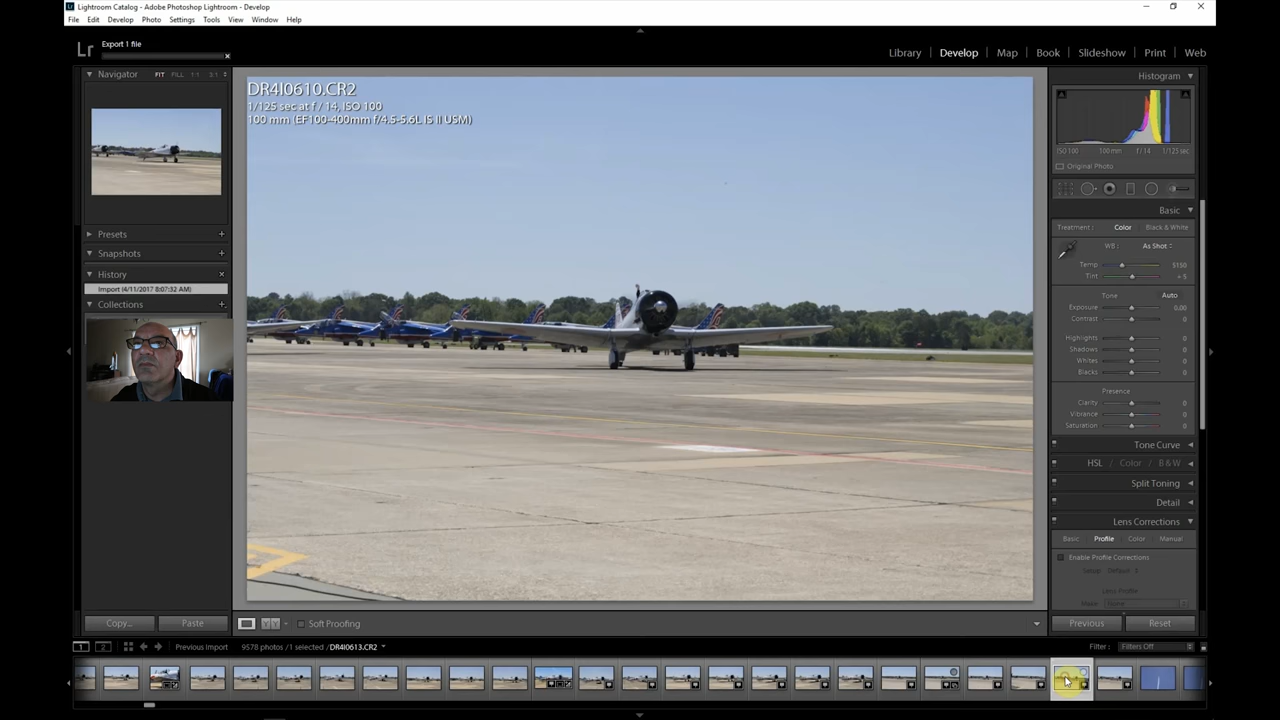 Lightroom Catalog - Adobe Photoshop Lightroom - Develop
File Edit Develop Photo Settings Tools View Window Help
Lr Export 1 file
Library Develop Map Book Slideshow Print Web
Navigator FIT FILL 1:1 3:1
Presets
Snapshots
History
Import (4/11/2017 8:07:32 AM)
Collections
Copy... Paste
DR4I0610.CR2
1/125 sec at f / 14, ISO 100
100 mm (EF100-400mm f/4.5-5.6L IS II USM)
Soft Proofing
Histogram
ISO 100 100 mm f / 14 1/125 sec
Original Photo
Basic
Treatment : Color Black & White
WB : As Shot
Temp 5150
Tint + 5
Tone Auto
Exposure 0.00
Contrast 0
Highlights 0
Shadows 0
Whites 0
Blacks 0
Presence
Clarity 0
Vibrance 0
Saturation 0
Tone Curve
HSL / Color / B & W
Split Toning
Detail
Lens Corrections
Basic Profile Color Manual
Enable Profile Corrections
Setup Default
Lens Profile
Make None
Previous Reset
1 2 Previous Import 9578 photos / 1 selected / DR4I0613.CR2 Filter : Filters Off